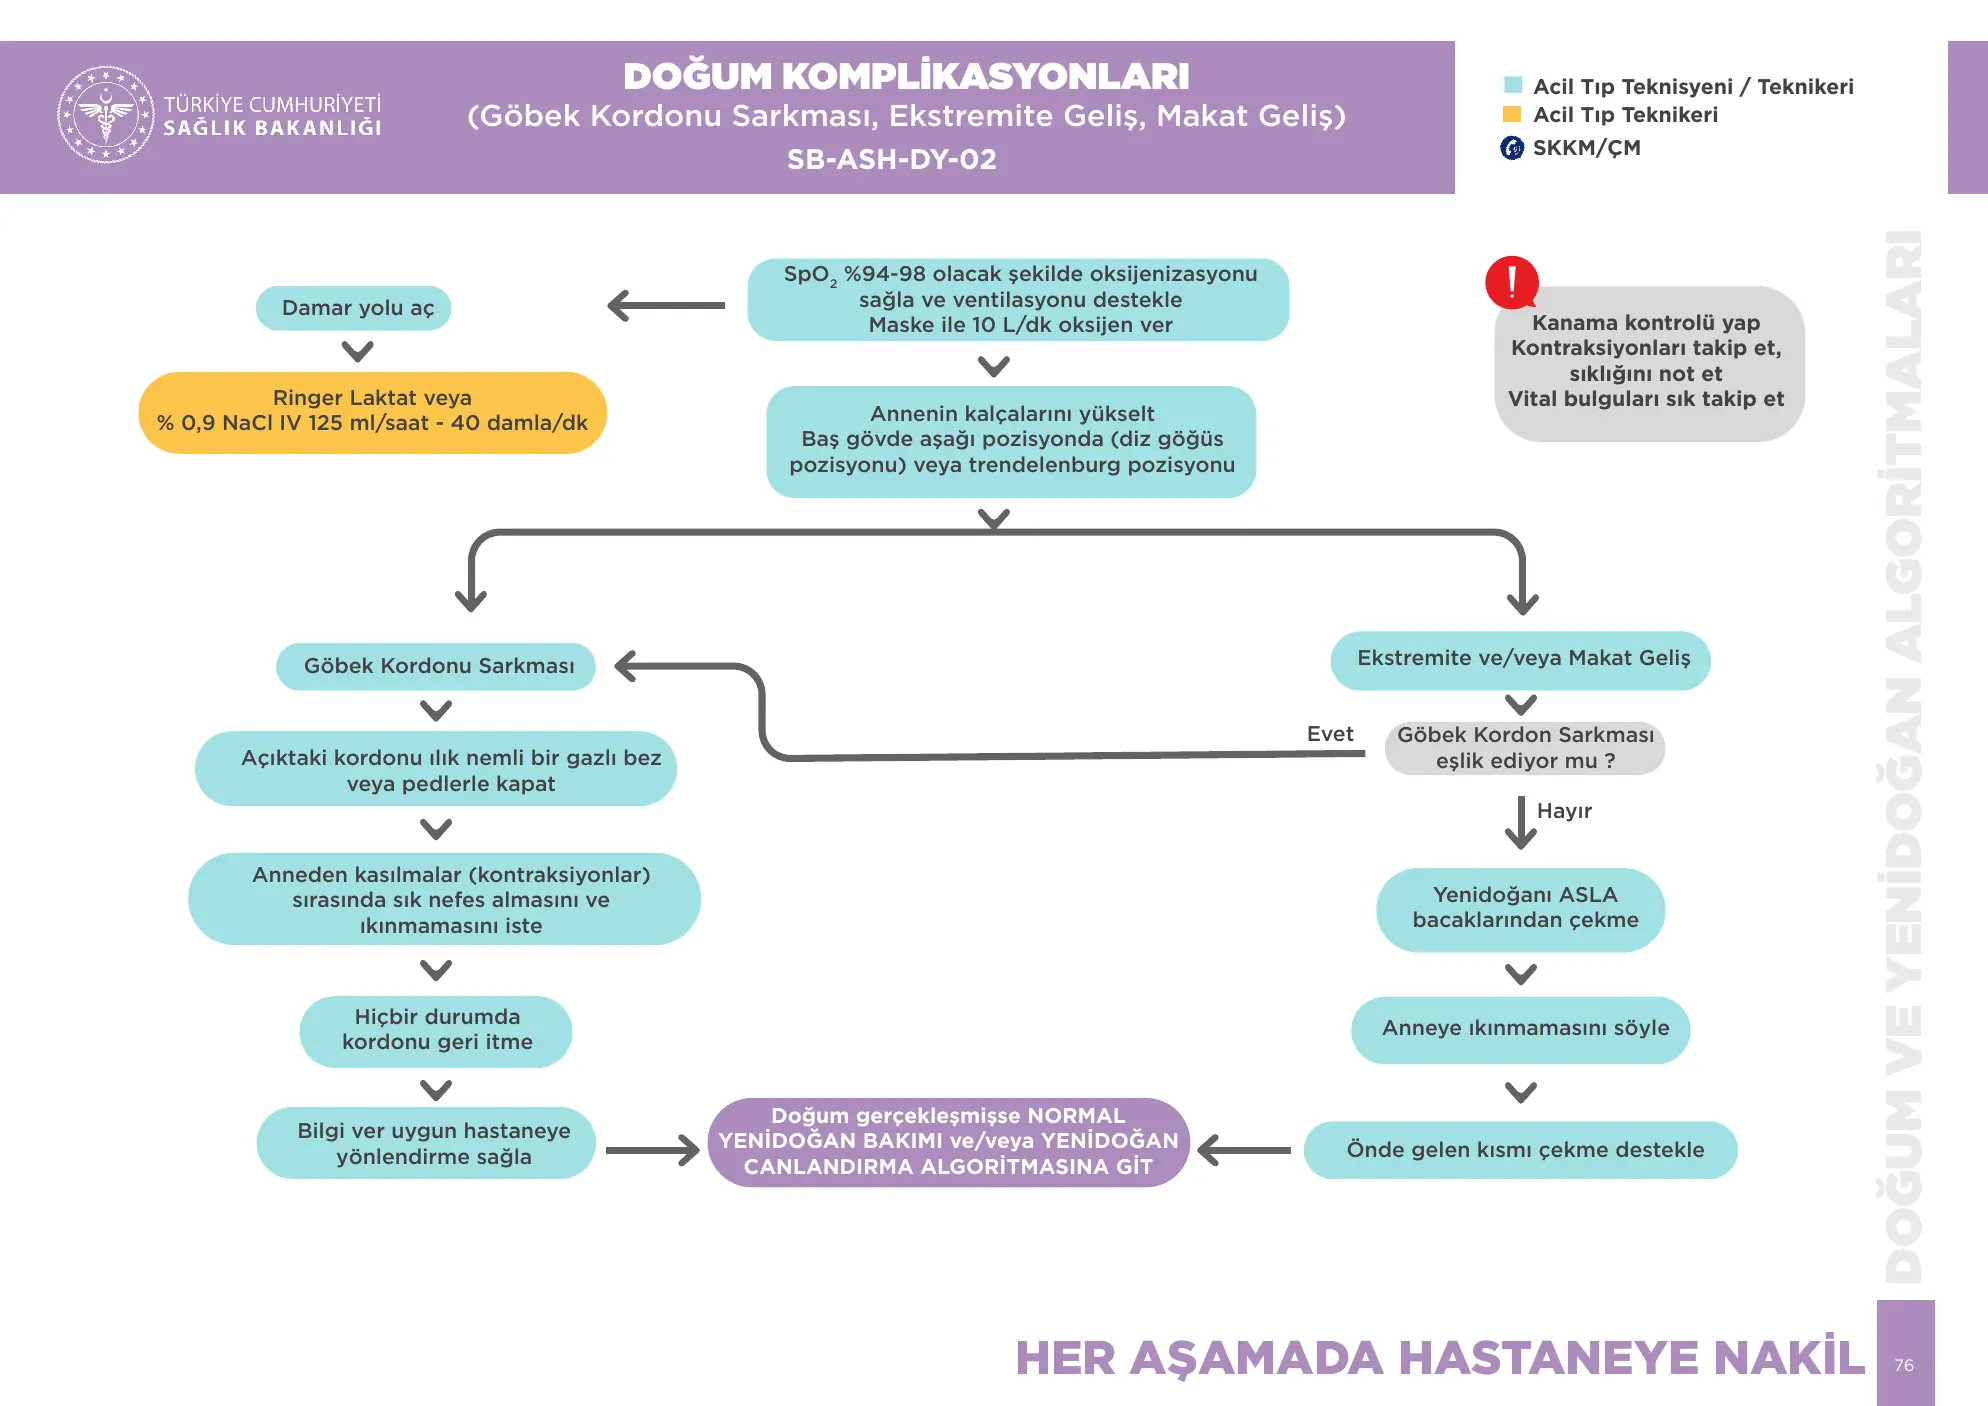 TÜRKİYE CUMHURİYETİ
SAĞLIK BAKANLIĞI
DOĞUM KOMPLİKASYONLARI
(Göbek Kordonu Sarkması, Ekstremite Geliş, Makat Geliş)
SB-ASH-DY-02
Acil Tıp Teknisyeni / Teknikeri
Acil Tıp Teknikeri
SKKM/ÇM
SpO2 %94-98 olacak şekilde oksijenizasyonu
sağla ve ventilasyonu destekle
Maske ile 10 L/dk oksijen ver
Damar yolu aç
Ringer Laktat veya
% 0,9 NaCl IV 125 ml/saat - 40 damla/dk
Annenin kalçalarını yükselt
Baş gövde aşağı pozisyonda (diz göğüs
pozisyonu) veya trendelenburg pozisyonu
!
Kanama kontrolü yap
Kontraksiyonları takip et,
sıklığını not et
Vital bulguları sık takip et
Göbek Kordonu Sarkması
Açıktaki kordonu ılık nemli bir gazlı bez
veya pedlerle kapat
Anneden kasılmalar (kontraksiyonlar)
sırasında sık nefes almasını ve
ıkınmamasını iste
Hiçbir durumda
kordonu geri itme
Bilgi ver uygun hastaneye
yönlendirme sağla
Ekstremite ve/veya Makat Geliş
Evet
Göbek Kordon Sarkması
eşlik ediyor mu ?
Hayır
Yenidoğanı ASLA
bacaklarından çekme
Anneye ıkınmamasını söyle
Önde gelen kısmı çekme destekle
Doğum gerçekleşmişse NORMAL
YENİDOĞAN BAKIMI ve/veya YENİDOĞAN
CANLANDIRMA ALGORİTMASINA GİT
DOĞUM VE YENİDOĞAN ALGORİTMALARI
HER AŞAMADA HASTANEYE NAKİL
76